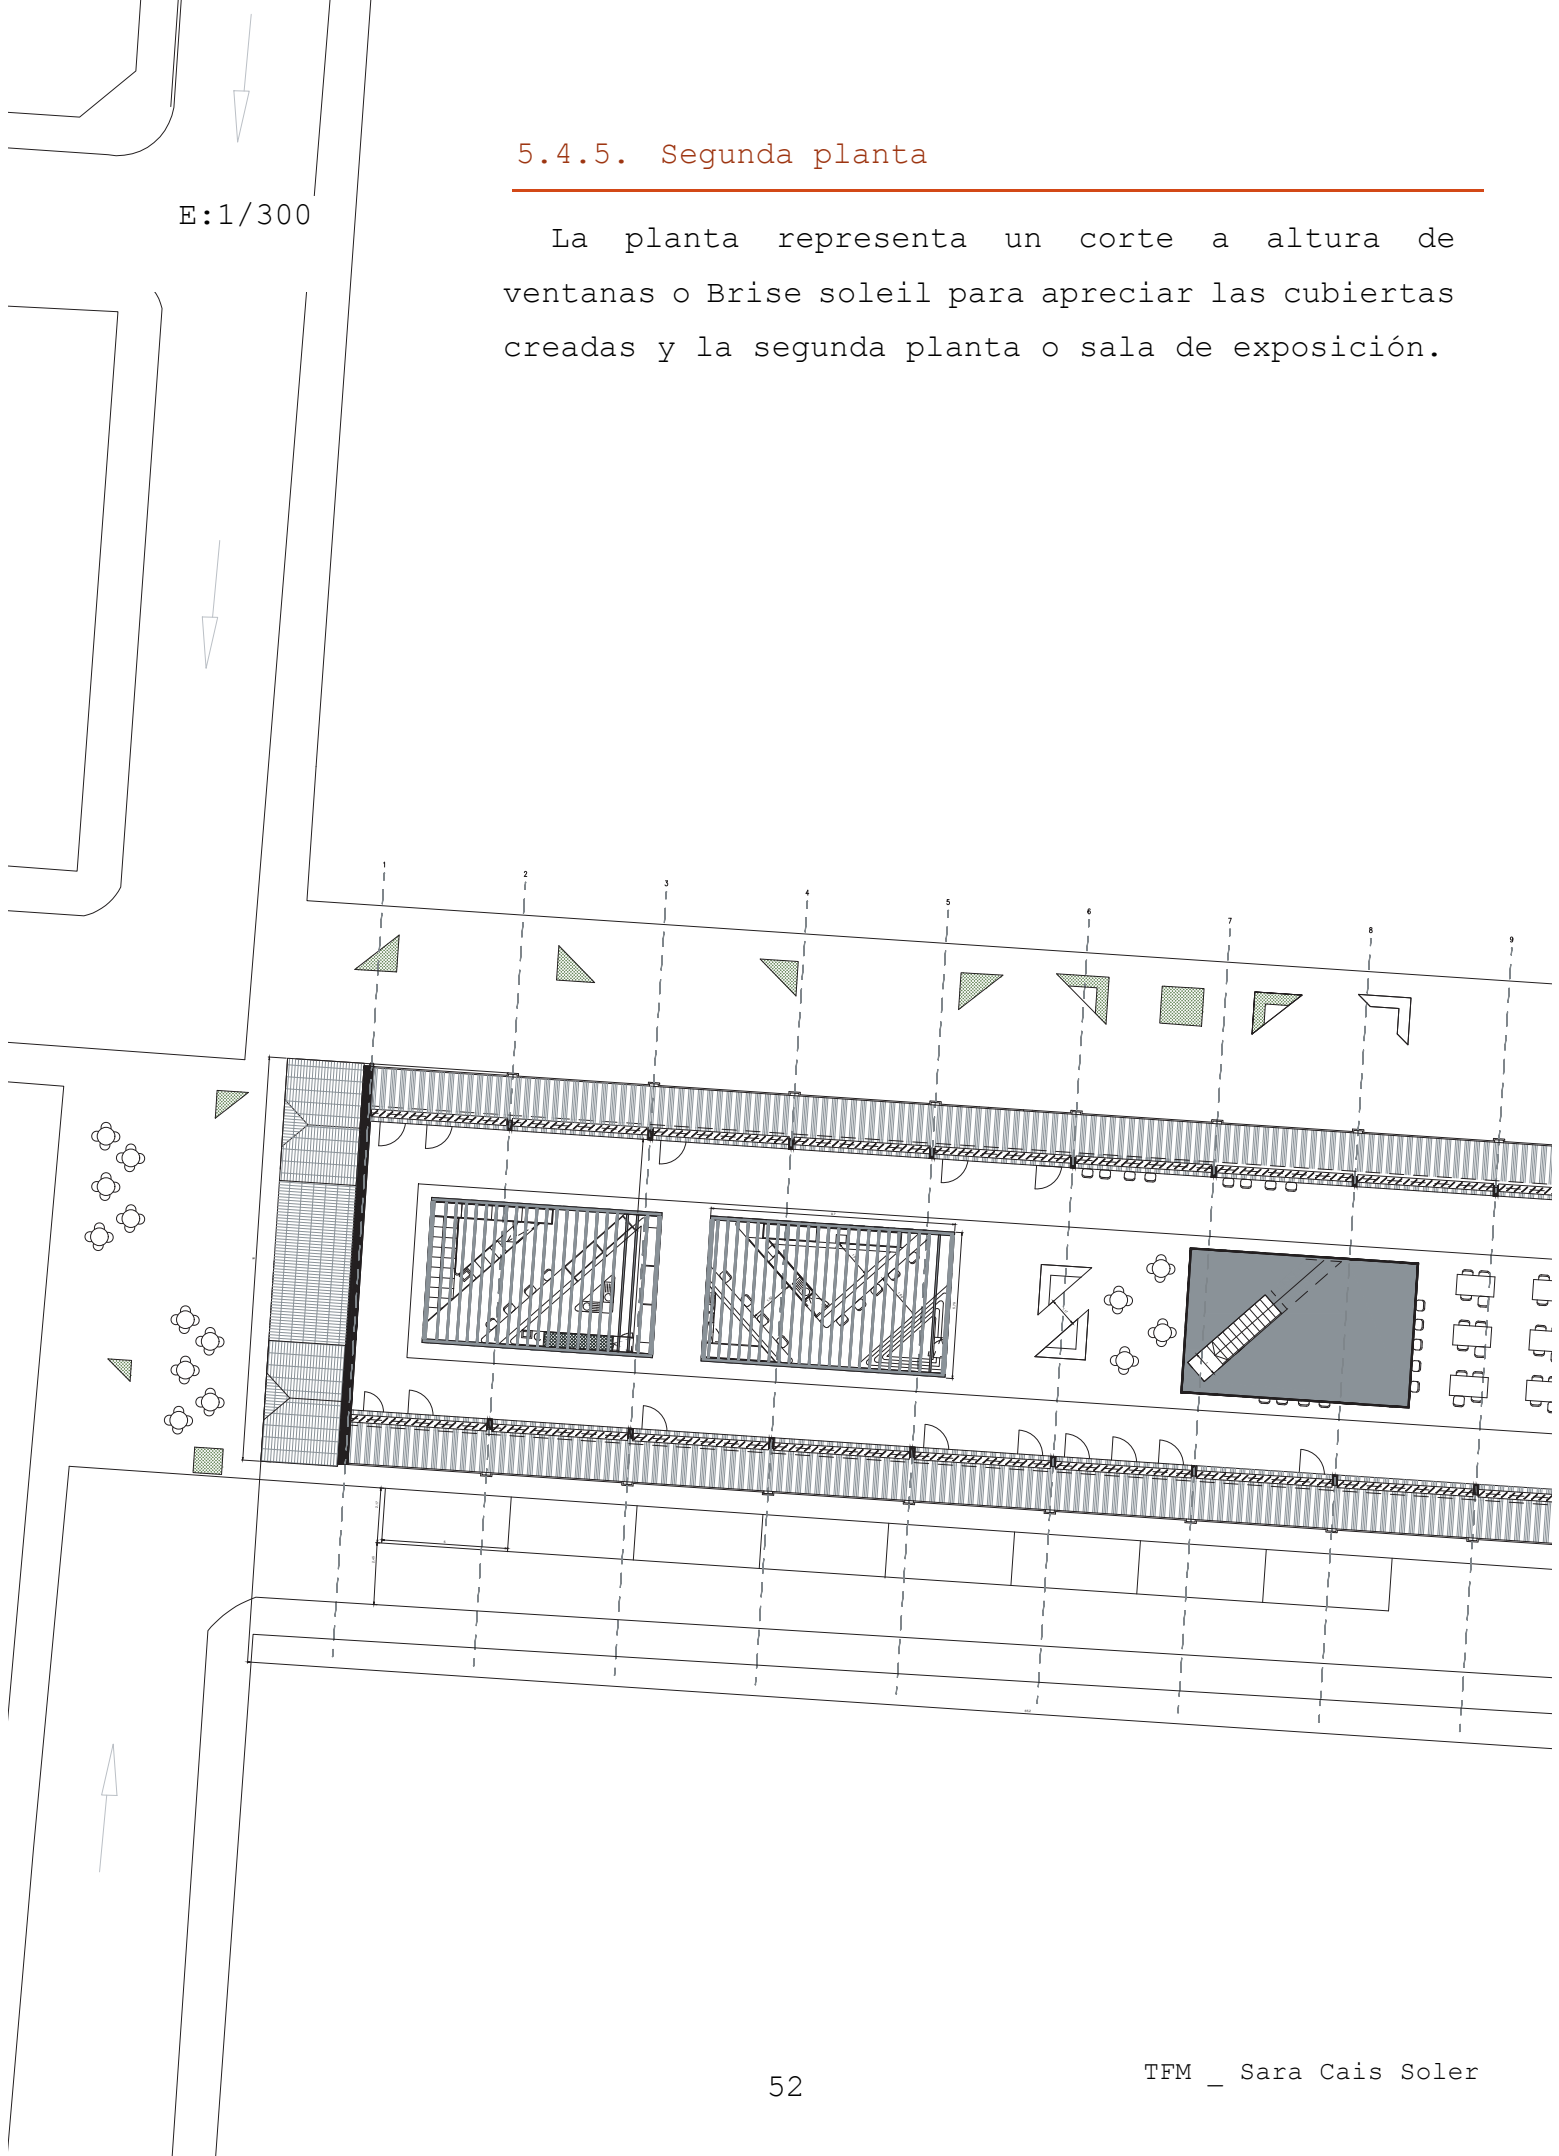 5.4.5. Segunda planta
E:1/300
La planta representa un corte a altura de
ventanas o Brise soleil para apreciar las cubiertas
creadas y la segunda planta o sala de exposición.
1
2
3
4
5
6
7
8
9
52
TFM _ Sara Cais Soler